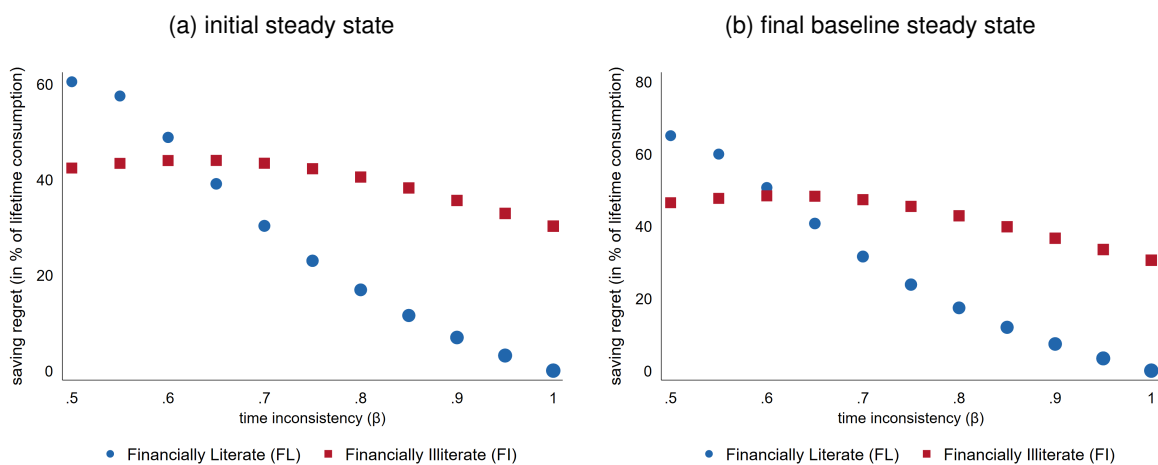 (a) initial steady state
saving regret (in % of lifetime consumption)
60
40
20
0
.5 .6 .7 .8 .9 1
time inconsistency (β)
Financially Literate (FL) Financially Illiterate (FI)
(b) final baseline steady state
saving regret (in % of lifetime consumption)
80
60
40
20
0
.5 .6 .7 .8 .9 1
time inconsistency (β)
Financially Literate (FL) Financially Illiterate (FI)